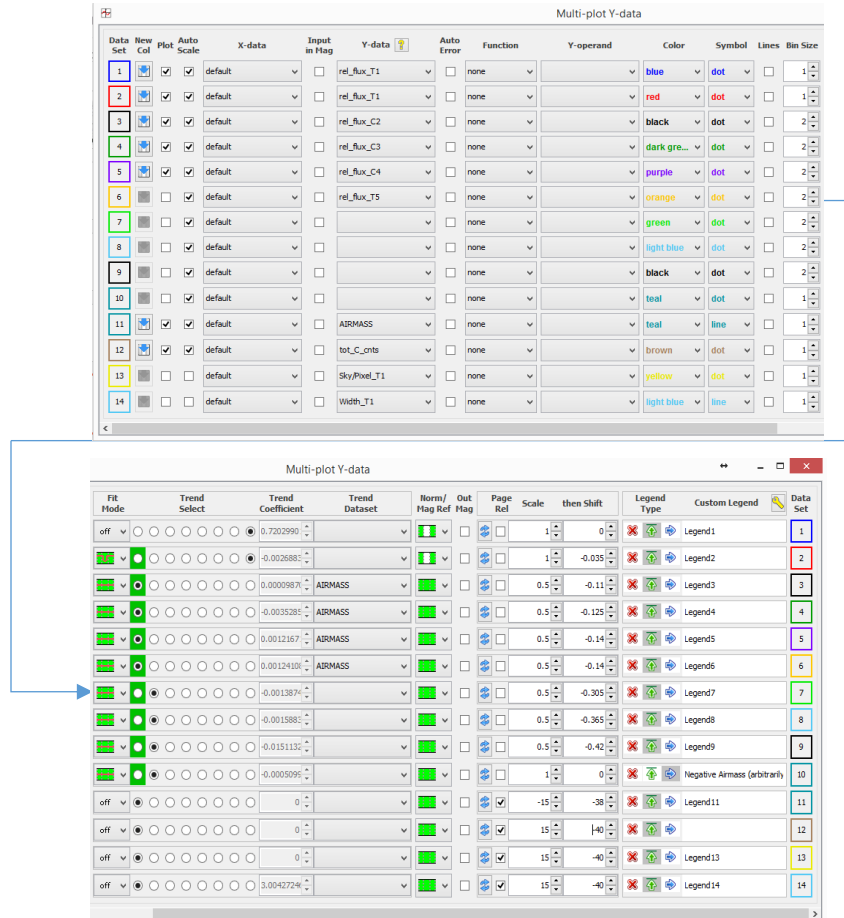 Multi-plot Y-data
Data Set New Col Plot Auto Scale X-data Input in Mag Y-data Auto Error Function Y-operand Color Symbol Lines Bin Size
1 default rel_flux_T1 none blue dot 1
2 default rel_flux_T1 none red dot 1
3 default rel_flux_C2 none black dot 2
4 default rel_flux_C3 none dark gre... dot 2
5 default rel_flux_C4 none purple dot 2
6 default rel_flux_T5 none orange dot 2
7 default none green dot 2
8 default none light blue dot 2
9 default none black dot 2
10 default none teal dot 1
11 default AIRMASS none teal line 1
12 default tot_C_cnts none brown dot 1
13 default Sky/Pixel_T1 none yellow dot 1
14 default Width_T1 none light blue line 1
Multi-plot Y-data
Fit Mode Trend Select Trend Coefficient Trend Dataset Norm/ Mag Ref Out Mag Page Rel Scale then Shift Legend Type Custom Legend Data Set
off 0.7202990 1 0 Legend1 1
-0.0026883 1 -0.035 Legend2 2
0.00009870 AIRMASS 0.5 -0.11 Legend3 3
-0.0035285 AIRMASS 0.5 -0.125 Legend4 4
0.0012167 AIRMASS 0.5 -0.14 Legend5 5
0.00124108 AIRMASS 0.5 -0.14 Legend6 6
-0.0013874 0.5 -0.305 Legend7 7
-0.0015883 0.5 -0.365 Legend8 8
-0.0151132 0.5 -0.42 Legend9 9
-0.0005099 1 0 Negative Airmass (arbitrarily 10
off 0 -15 -38 Legend11 11
off 0 15 -40 12
off 0 15 -40 Legend13 13
off 3.0042724 15 -40 Legend14 14